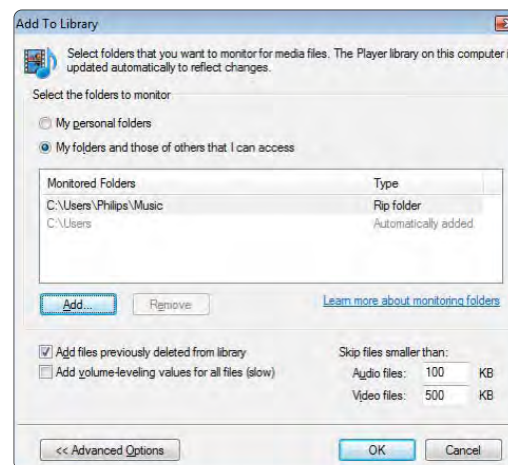 Add To Library
Select folders that you want to monitor for media files. The Player library on this computer
updated automatically to reflect changes.
Select the folders to monitor
My personal folders
My folders and those of others that I can access
Monitored Folders Type
C:\Users\Philips\Music Rip folder
C:\Users Automatically added
Add... Remove Learn more about monitoring folders
Add files previously deleted from library Skip files smaller than:
Add volume-leveling values for all files (slow) Audio files: 100 KB
Video files: 500 KB
<< Advanced Options OK Cancel